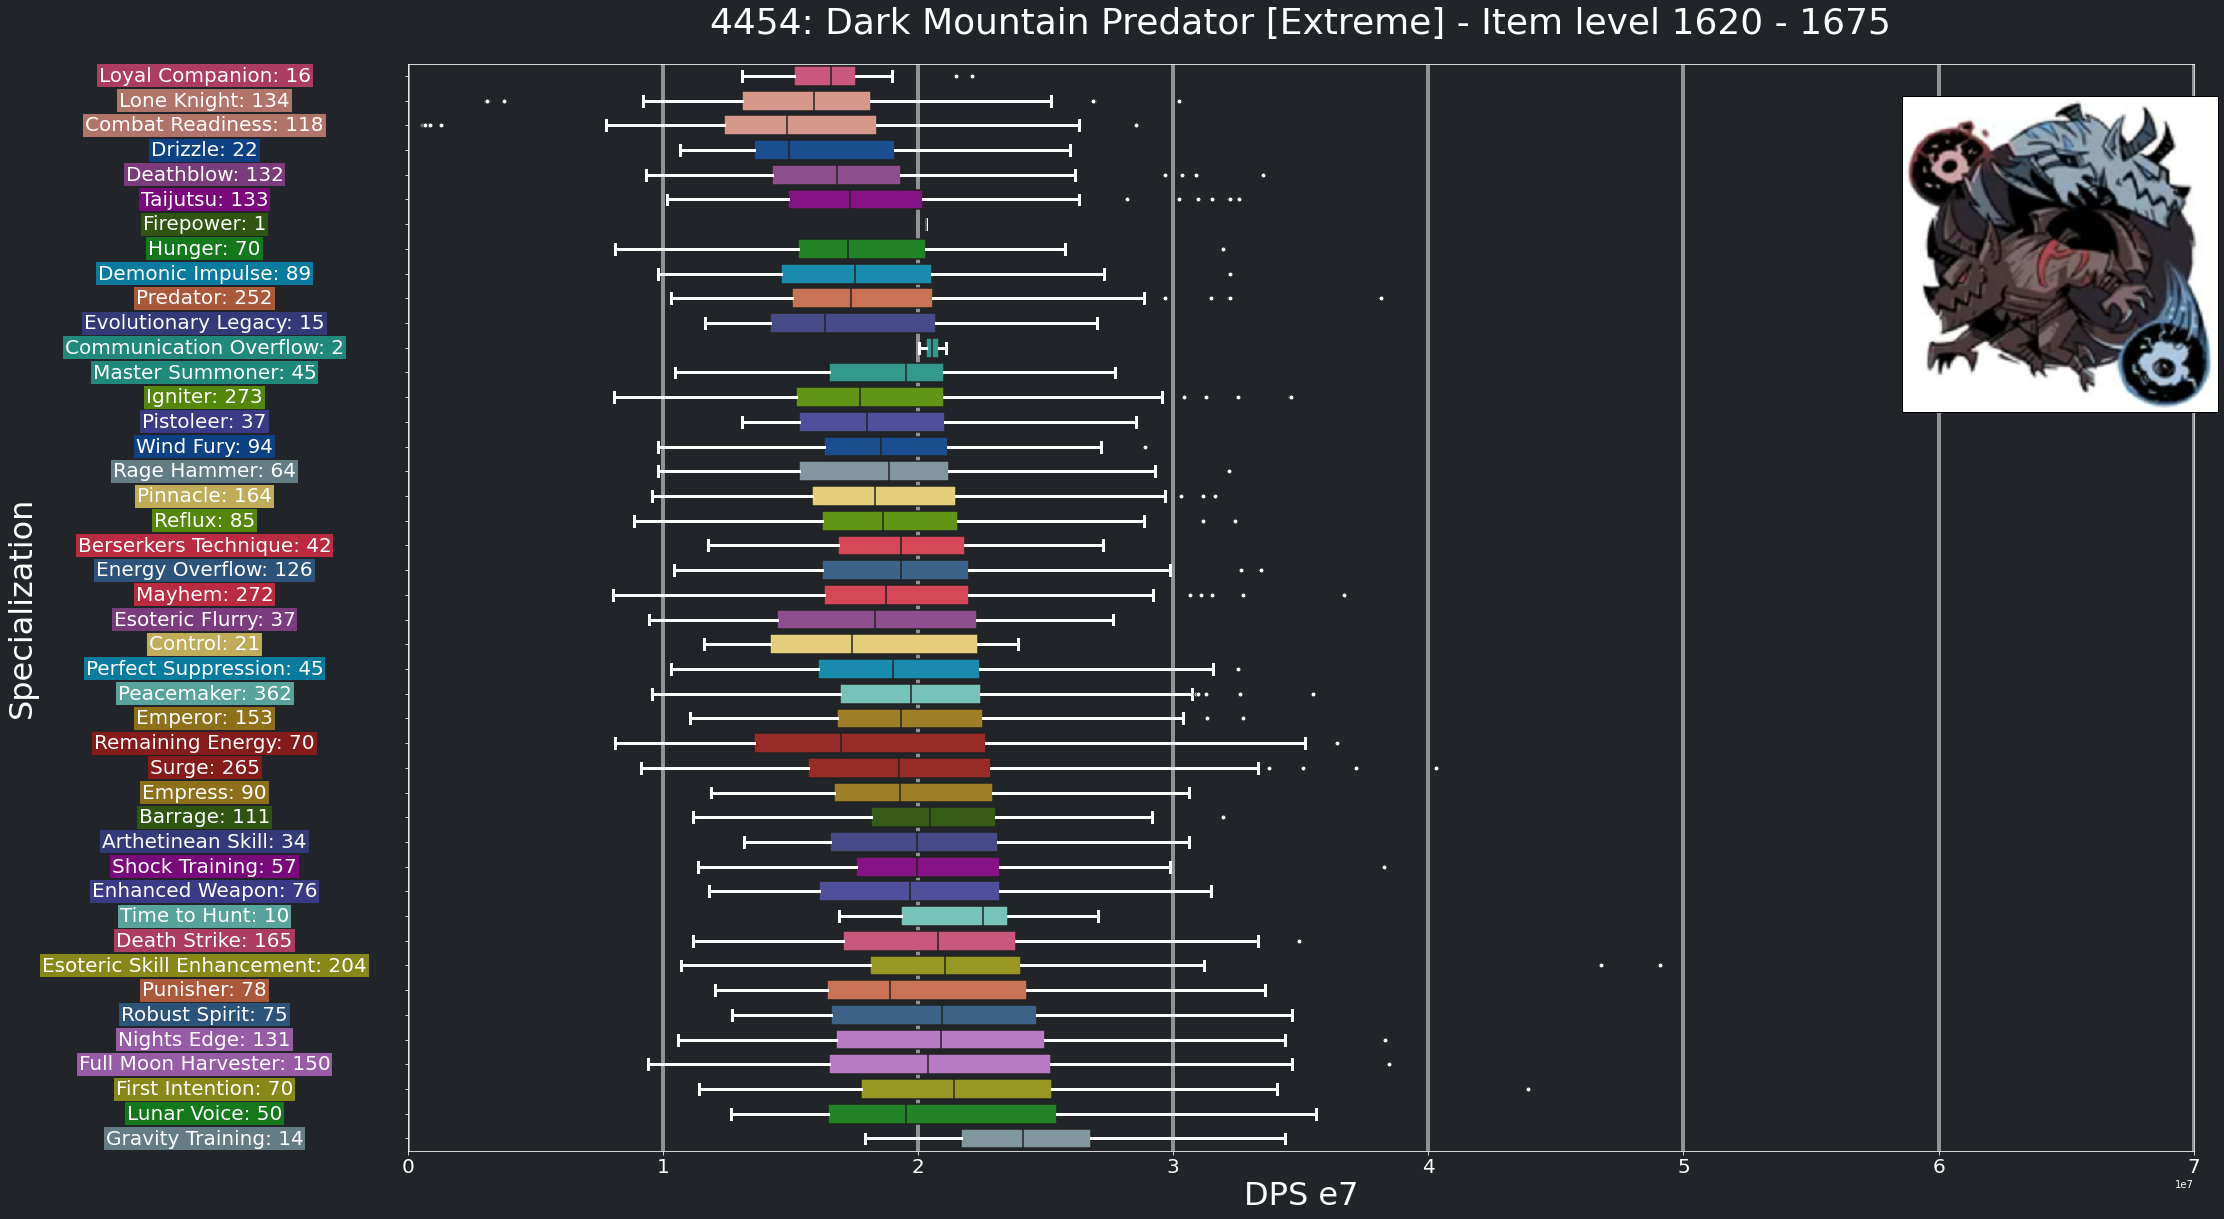 4454: Dark Mountain Predator [Extreme] - Item level 1620 - 1675
Loyal Companion: 16
Lone Knight: 134
Combat Readiness: 118
Drizzle: 22
Deathblow: 132
Taijutsu: 133
Firepower: 1
Hunger: 70
Demonic Impulse: 89
Predator: 252
Evolutionary Legacy: 15
Communication Overflow: 2
Master Summoner: 45
Igniter: 273
Pistoleer: 37
Wind Fury: 94
Rage Hammer: 64
Pinnacle: 164
Reflux: 85
Berserkers Technique: 42
Energy Overflow: 126
Mayhem: 272
Esoteric Flurry: 37
Control: 21
Perfect Suppression: 45
Peacemaker: 362
Emperor: 153
Remaining Energy: 70
Surge: 265
Empress: 90
Barrage: 111
Arthetinean Skill: 34
Shock Training: 57
Enhanced Weapon: 76
Time to Hunt: 10
Death Strike: 165
Esoteric Skill Enhancement: 204
Punisher: 78
Robust Spirit: 75
Nights Edge: 131
Full Moon Harvester: 150
First Intention: 70
Lunar Voice: 50
Gravity Training: 14
Specialization
0 1 2 3 4 5 6 7
DPS e7
1e7